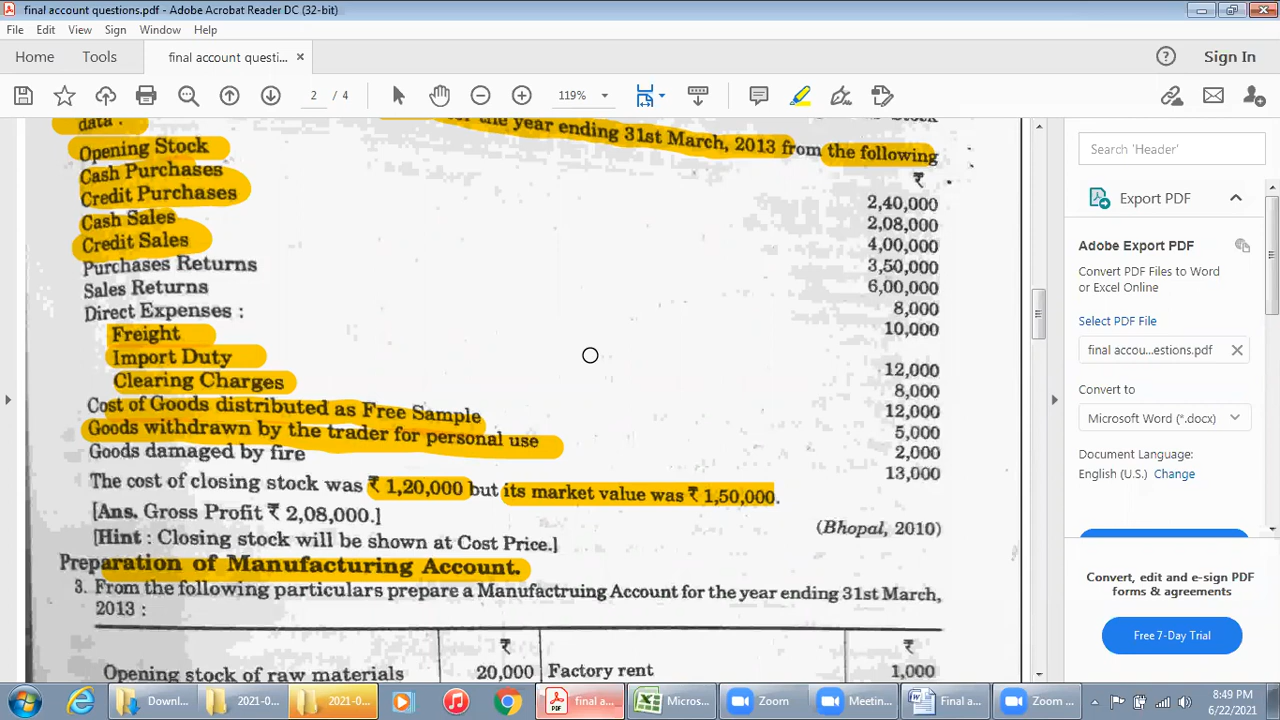 final account questions.pdf - Adobe Acrobat Reader DC (32-bit)
File Edit View Sign Window Help
Home Tools final account questi... ×
2 / 4 119% Sign In
data : for the year ending 31st March, 2013 from the following
₹
Opening Stock 2,40,000
Cash Purchases 2,08,000
Credit Purchases 4,00,000
Cash Sales 3,50,000
Credit Sales 6,00,000
Purchases Returns 8,000
Sales Returns 10,000
Direct Expenses :
Freight 12,000
Import Duty 8,000
Clearing Charges 12,000
Cost of Goods distributed as Free Sample 5,000
Goods withdrawn by the trader for personal use 2,000
Goods damaged by fire 13,000
The cost of closing stock was ₹ 1,20,000 but its market value was ₹ 1,50,000.
[Ans. Gross Profit ₹ 2,08,000.] (Bhopal, 2010)
[Hint : Closing stock will be shown at Cost Price.]
Preparation of Manufacturing Account.
3. From the following particulars prepare a Manufactruing Account for the year ending 31st March,
2013 :
₹ ₹
Opening stock of raw materials 20,000 Factory rent 1,000
Search 'Header'
Export PDF
Adobe Export PDF
Convert PDF Files to Word
or Excel Online
Select PDF File
final accou...estions.pdf ×
Convert to
Microsoft Word (*.docx)
Document Language:
English (U.S.) Change
Convert, edit and e-sign PDF
forms & agreements
Free 7-Day Trial
Downl... 2021-0... 2021-0... final a... Micros... Zoom Meetin... Final a... Zoom ...
8:49 PM
6/22/2021